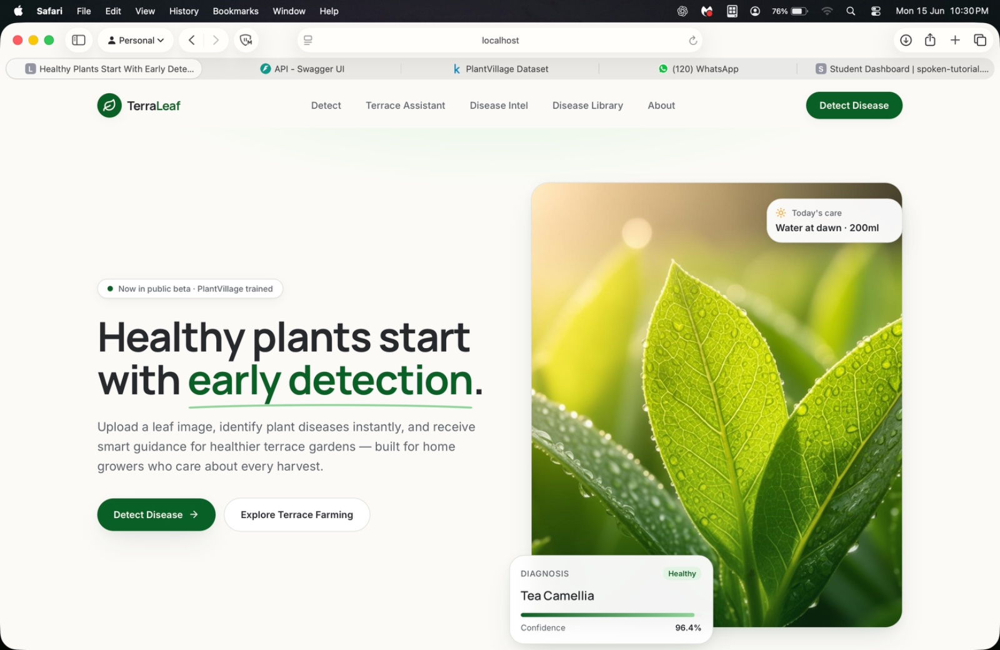 Safari File Edit View History Bookmarks Window Help 76% Mon 15 Jun 10:30 PM
Personal localhost
L Healthy Plants Start With Early Dete... API - Swagger UI k PlantVillage Dataset (120) WhatsApp S Student Dashboard | spoken-tutorial....
TerraLeaf Detect Terrace Assistant Disease Intel Disease Library About Detect Disease
Today's care
Water at dawn · 200ml
Now in public beta · PlantVillage trained
Healthy plants start
with early detection.
Upload a leaf image, identify plant diseases instantly, and receive
smart guidance for healthier terrace gardens — built for home
growers who care about every harvest.
Detect Disease → Explore Terrace Farming
DIAGNOSIS Healthy
Tea Camellia
Confidence 96.4%